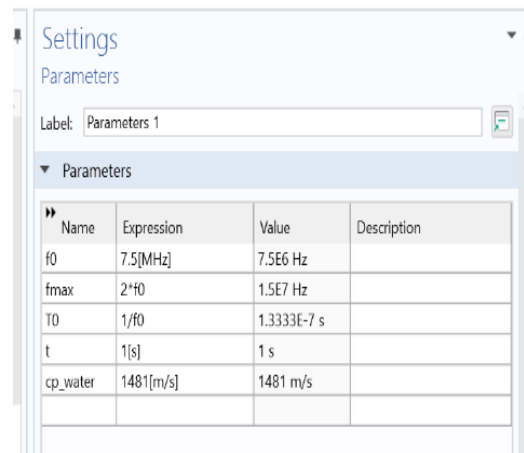 Settings
Parameters
Label: Parameters 1
Parameters
Name Expression Value Description
f0 7.5[MHz] 7.5E6 Hz
fmax 2*f0 1.5E7 Hz
T0 1/f0 1.3333E-7 s
t 1[s] 1 s
cp_water 1481[m/s] 1481 m/s